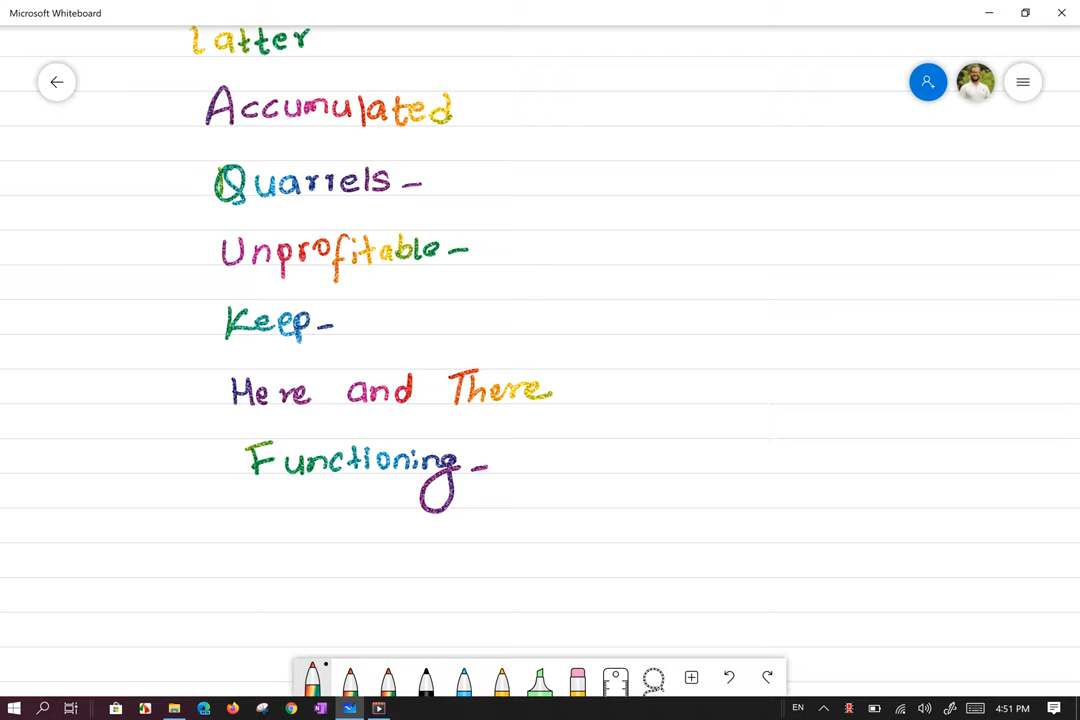 Microsoft Whiteboard
Latter
Accumulated
Quarrels -
Unprofitable -
Keep -
Here and There
Functioning -
EN
4:51 PM